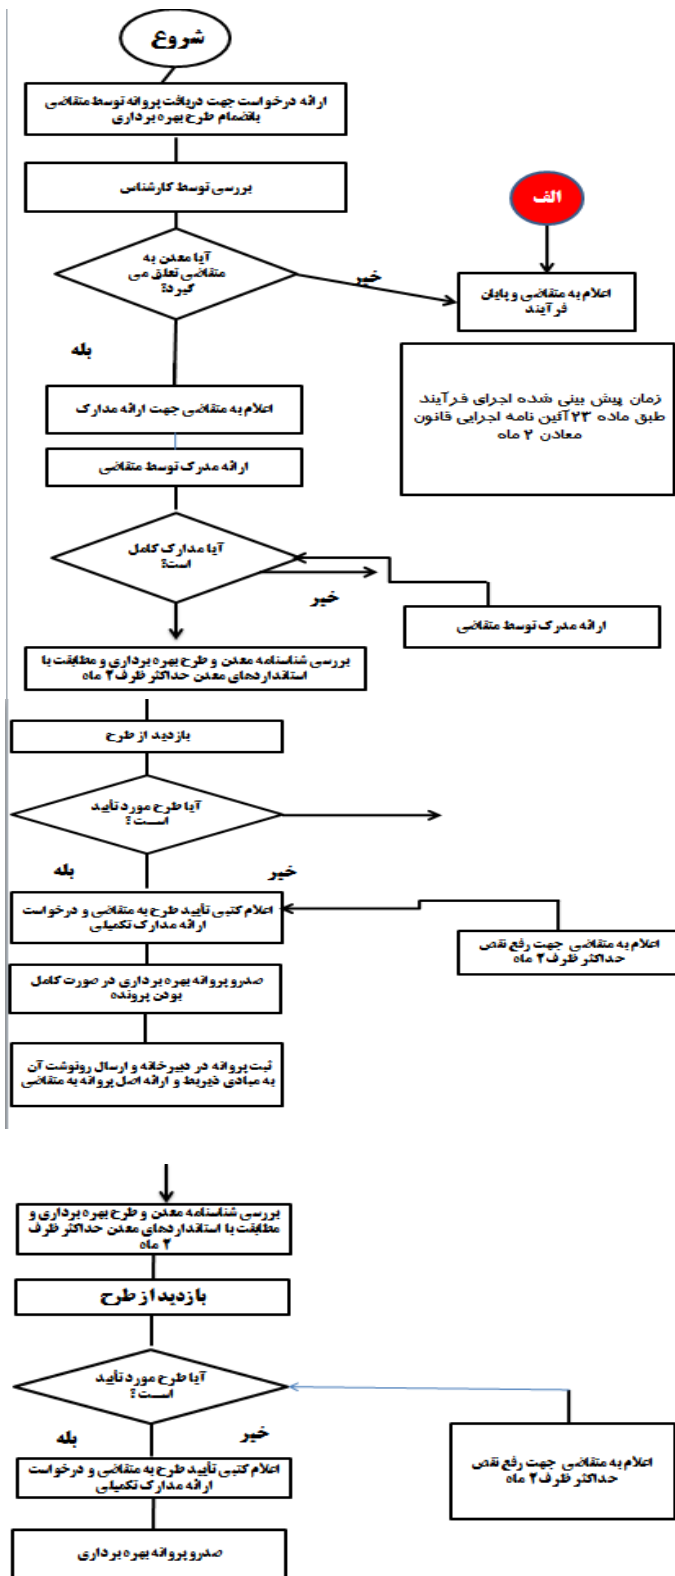 شروع
ارائه درخواست جهت دریافت پروانه توسط متقاضی
بانضمام طرح بهره برداری
بررسی توسط کارشناس
الف
آیا معدن به
متقاضی تعلق می
گیرد؟
خیر
اعلام به متقاضی و پایان
فرآیند
بله
زمان پیش بینی شده اجرای فرآیند
طبق ماده ۲۳ آئین نامه اجرایی قانون
معادن ۲ ماه
اعلام به متقاضی جهت ارائه مدارک
ارائه مدرک توسط متقاضی
آیا مدارک کامل
است؟
خیر
ارائه مدرک توسط متقاضی
بررسی شناسنامه معدن و طرح بهره برداری و مطابقت با
استانداردهای معدن حداکثر ظرف ۲ ماه
بازدید از طرح
آیا طرح مورد تأیید
است؟
بله
خیر
اعلام کتبی تأیید طرح به متقاضی و درخواست
ارائه مدارک تکمیلی
اعلام به متقاضی جهت رفع نقص
حداکثر ظرف ۲ ماه
صدرو پروانه بهره برداری در صورت کامل
بودن پرونده
ثبت پروانه در دبیرخانه و ارسال رونوشت آن
به مبادی ذیربط و ارائه اصل پروانه به متقاضی
بررسی شناسنامه معدن و طرح بهره برداری و
مطابقت با استانداردهای معدن حداکثر ظرف
۲ ماه
بازدید از طرح
آیا طرح مورد تأیید
است؟
بله
خیر
اعلام به متقاضی جهت رفع نقص
حداکثر ظرف ۲ ماه
اعلام کتبی تأیید طرح به متقاضی و درخواست
ارائه مدارک تکمیلی
صدرو پروانه بهره برداری